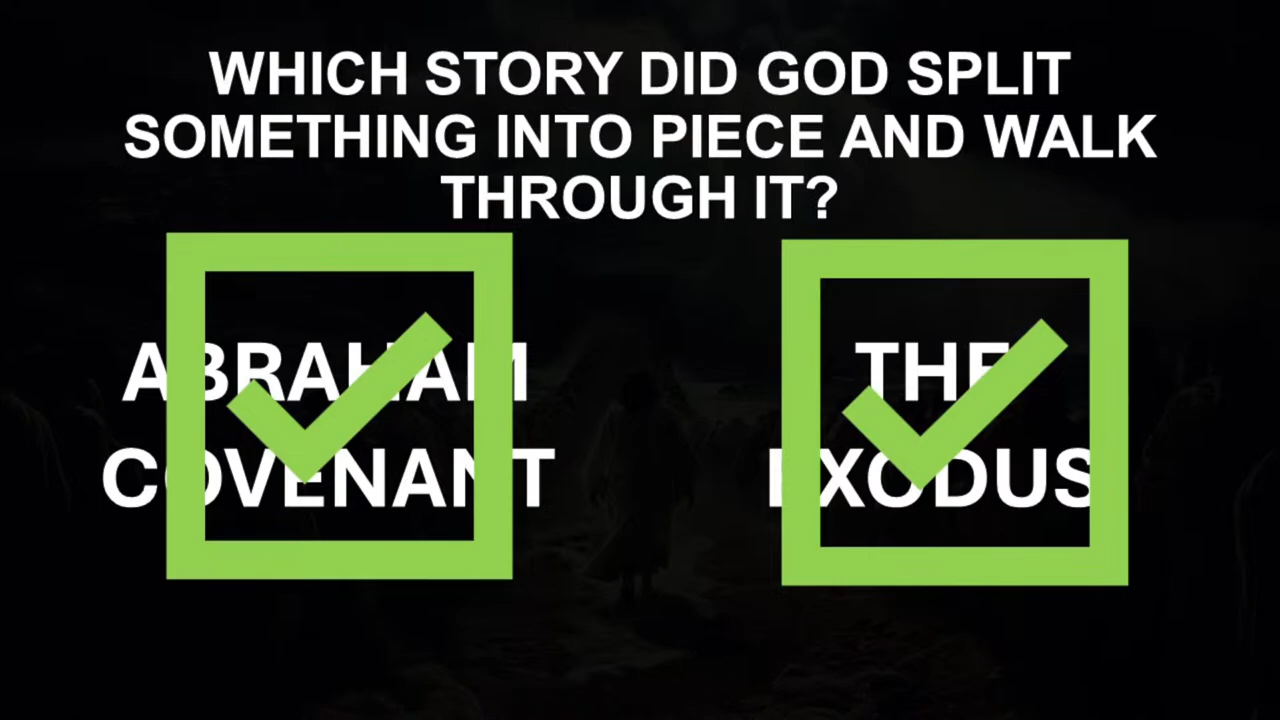 WHICH STORY DID GOD SPLIT
SOMETHING INTO PIECE AND WALK
THROUGH IT?
ABRAHAM
COVENANT
THE
EXODUS